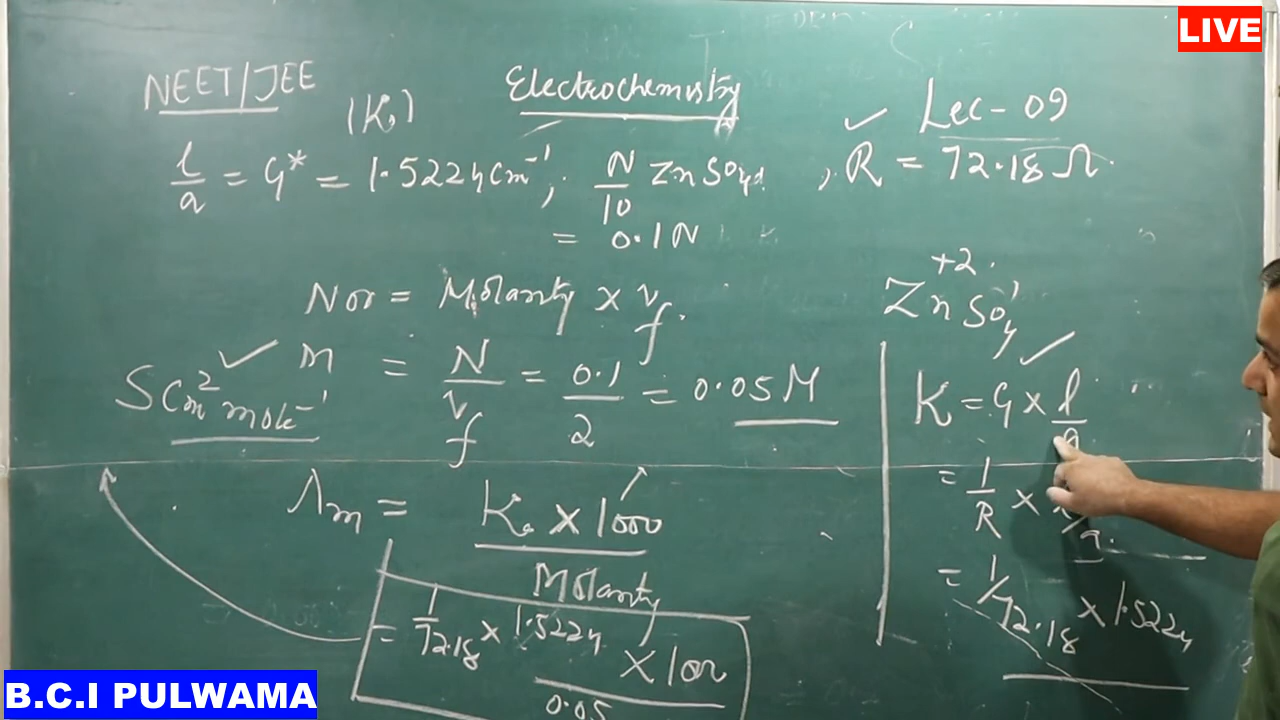 LIVE
NEET/JEE
Electrochemistry
Lec - 09
(K)
l/a = G* = 1.5224 cm⁻¹, N/10 ZnSO4, R = 72.18 Ω.
= 0.1 N
Nor = Molarity × vf.
ZnSO4 +2
S cm² mole⁻¹
M = N/vf = 0.1/2 = 0.05 M
K = G × l/a
= 1/R × l/a
= 1/72.18 × 1.5224
Λm = K × 1000
Molarity
= 1/72.18 × 1.5224 × 1000
0.05
B.C.I PULWAMA